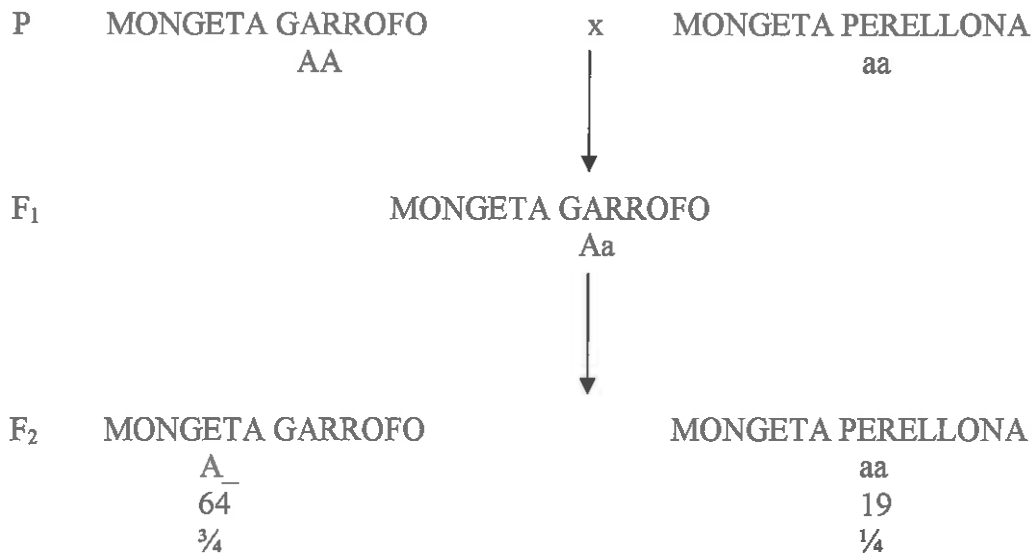 P MONGETA GARROFO x MONGETA PERELLONA
AA aa
F₁ MONGETA GARROFO
Aa
F₂ MONGETA GARROFO MONGETA PERELLONA
A_ aa
64 19
¾ ¼